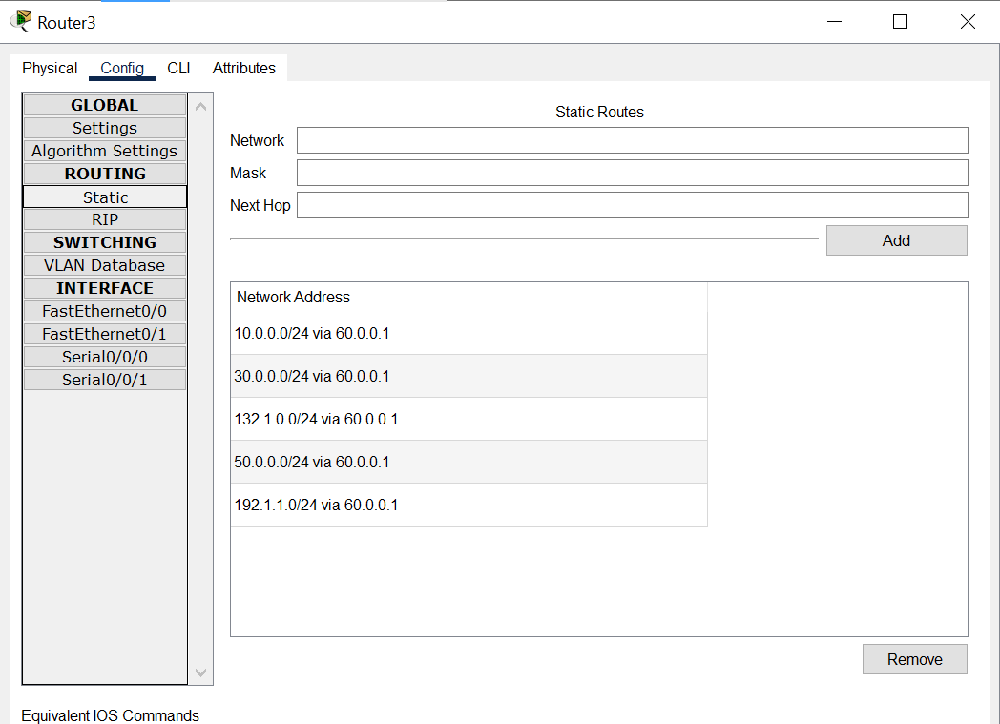 Router3
Physical Config CLI Attributes
GLOBAL
Settings
Algorithm Settings
ROUTING
Static
RIP
SWITCHING
VLAN Database
INTERFACE
FastEthernet0/0
FastEthernet0/1
Serial0/0/0
Serial0/0/1
Static Routes
Network
Mask
Next Hop
Add
Network Address
10.0.0.0/24 via 60.0.0.1
30.0.0.0/24 via 60.0.0.1
132.1.0.0/24 via 60.0.0.1
50.0.0.0/24 via 60.0.0.1
192.1.1.0/24 via 60.0.0.1
Remove
Equivalent IOS Commands